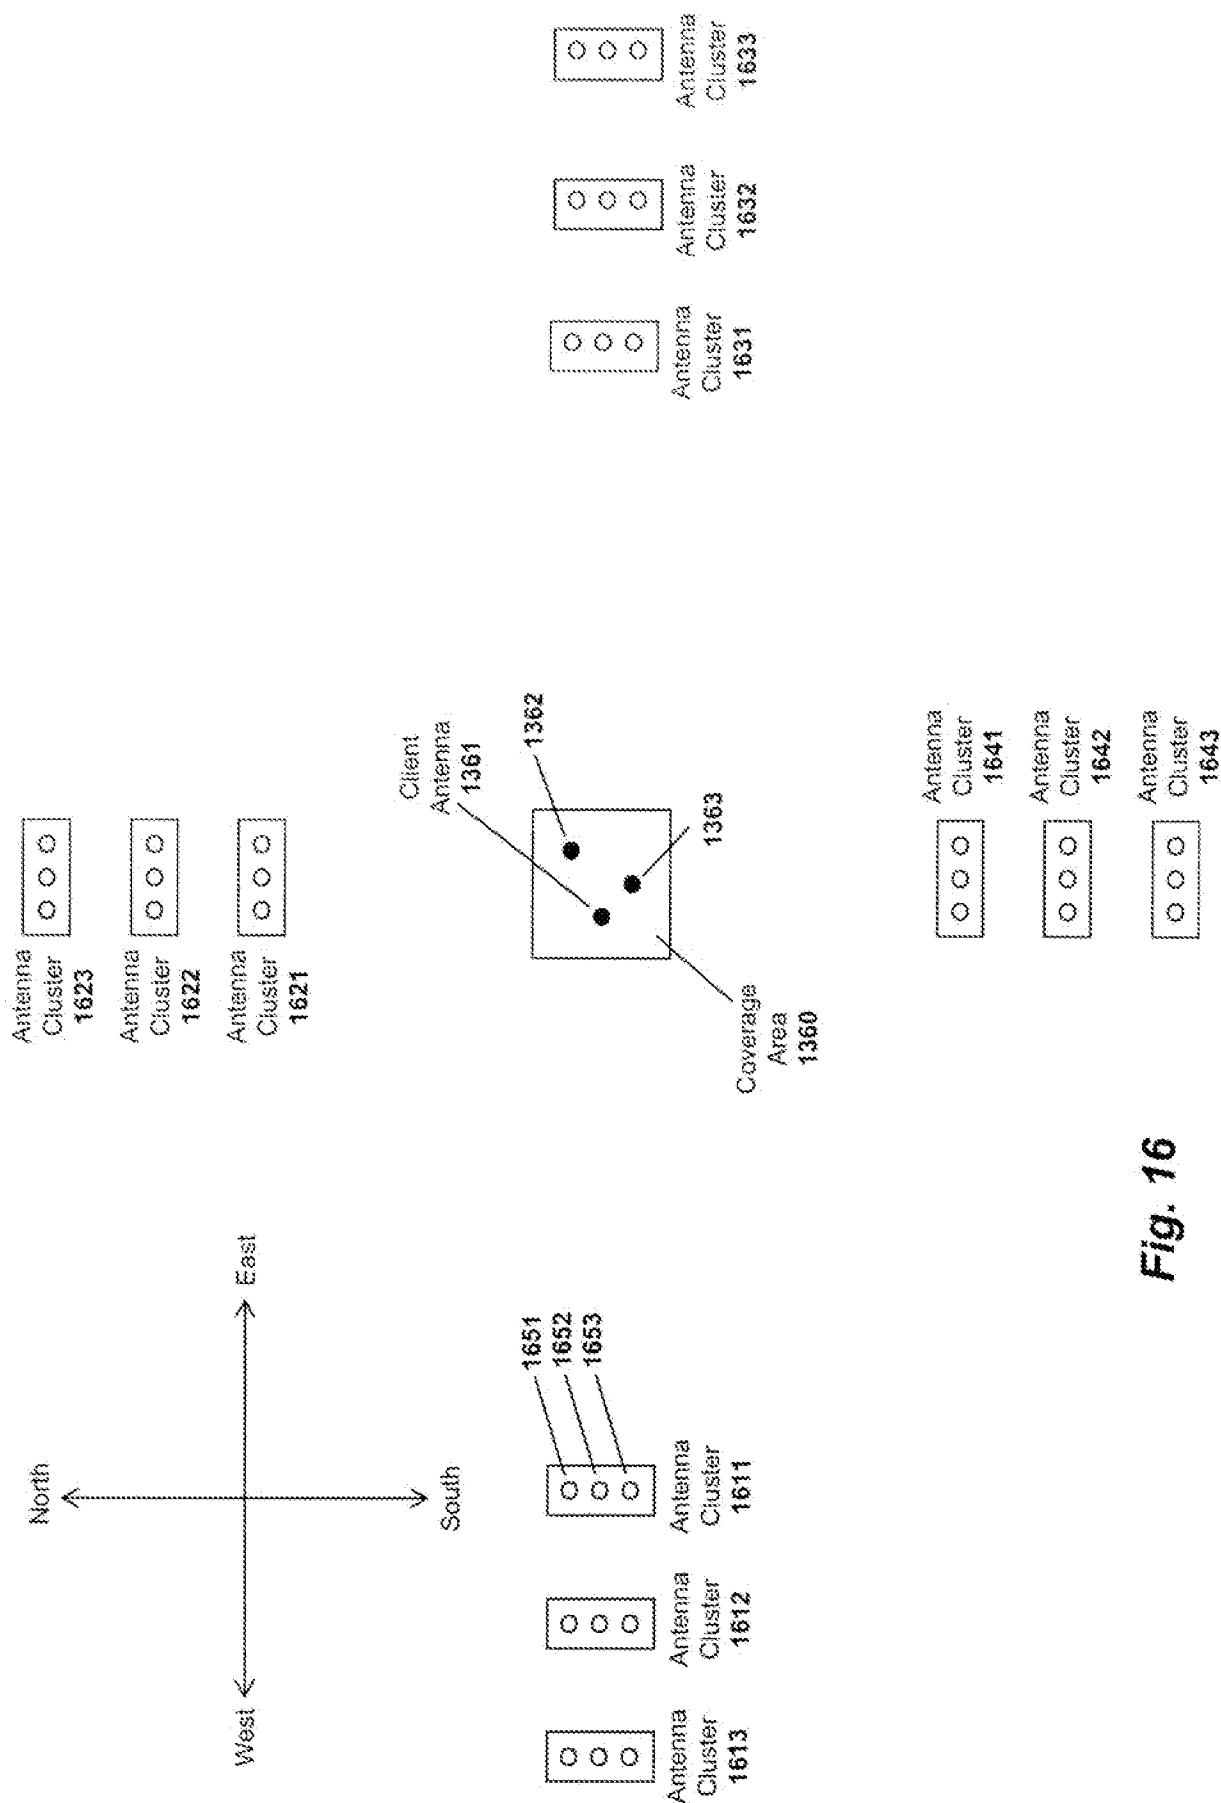 North
West
East
South
Antenna
Cluster
1623
Antenna
Cluster
1622
Antenna
Cluster
1621
Client
Antenna
1361
1362
1363
Coverage
Area
1360
Antenna
Cluster
1613
Antenna
Cluster
1612
Antenna
Cluster
1611
1651
1652
1653
Antenna
Cluster
1631
Antenna
Cluster
1632
Antenna
Cluster
1633
Antenna
Cluster
1641
Antenna
Cluster
1642
Antenna
Cluster
1643
Fig. 16